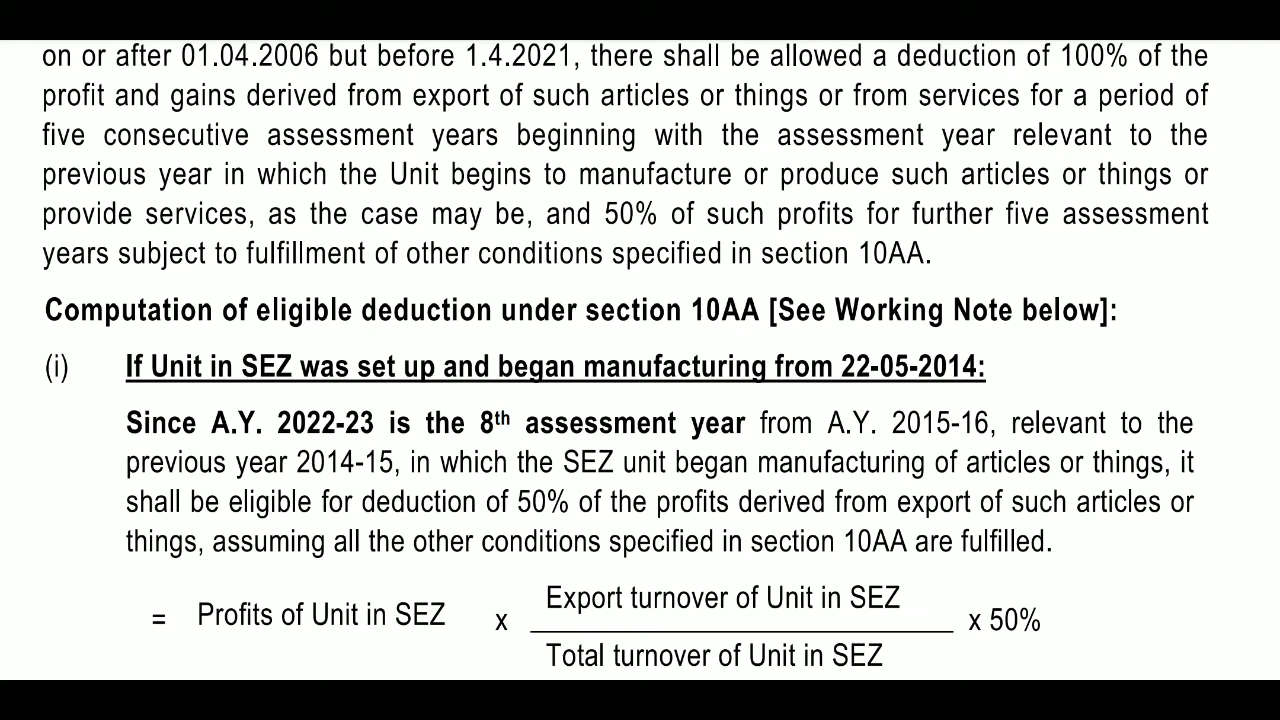 on or after 01.04.2006 but before 1.4.2021, there shall be allowed a deduction of 100% of the
profit and gains derived from export of such articles or things or from services for a period of
five consecutive assessment years beginning with the assessment year relevant to the
previous year in which the Unit begins to manufacture or produce such articles or things or
provide services, as the case may be, and 50% of such profits for further five assessment
years subject to fulfillment of other conditions specified in section 10AA.
Computation of eligible deduction under section 10AA [See Working Note below]:
(i) If Unit in SEZ was set up and began manufacturing from 22-05-2014:
Since A.Y. 2022-23 is the 8th assessment year from A.Y. 2015-16, relevant to the
previous year 2014-15, in which the SEZ unit began manufacturing of articles or things, it
shall be eligible for deduction of 50% of the profits derived from export of such articles or
things, assuming all the other conditions specified in section 10AA are fulfilled.
= Profits of Unit in SEZ x Export turnover of Unit in SEZ x 50%
Total turnover of Unit in SEZ